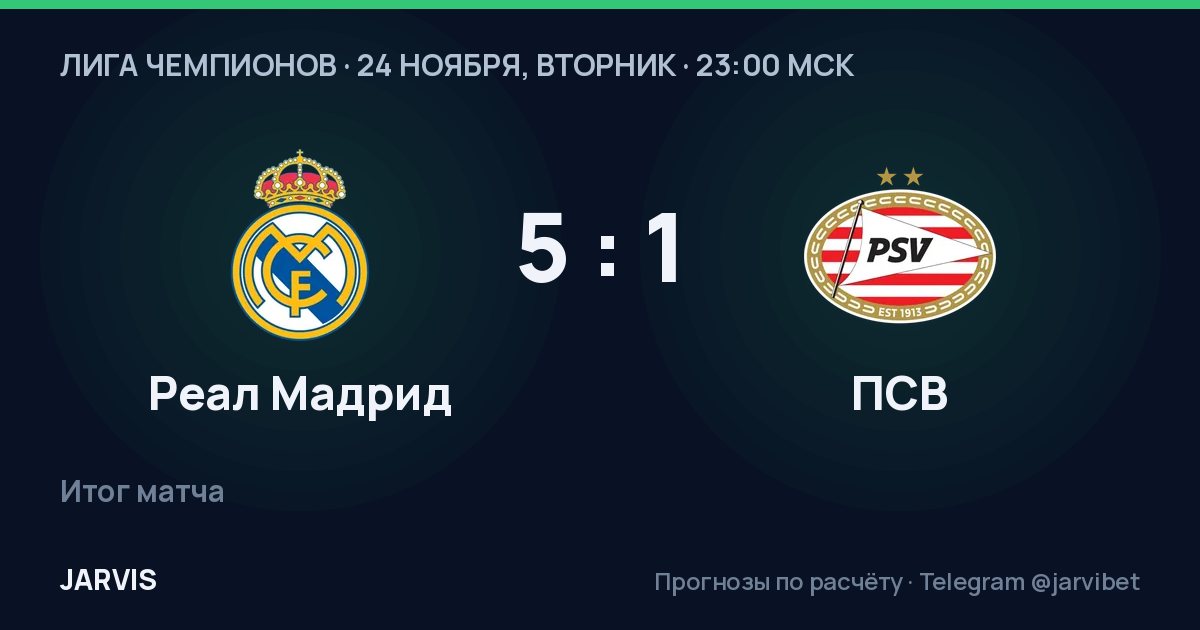 ЛИГА ЧЕМПИОНОВ · 24 НОЯБРЯ, ВТОРНИК · 23:00 МСК
5 : 1
PSV
EST 1913
Реал Мадрид
ПСВ
Итог матча
JARVIS
Прогнозы по расчёту · Telegram @jarvibet